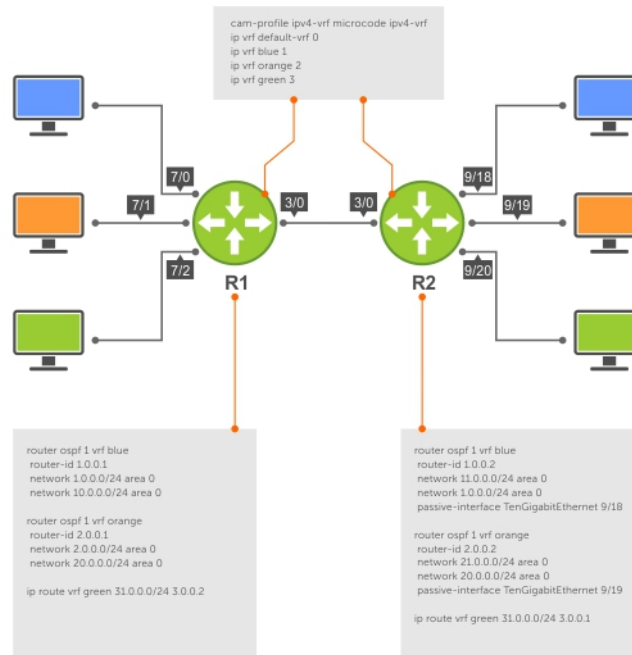 cam-profile ipv4-vrf microcode ipv4-vrf
ip vrf default-vrf 0
ip vrf blue 1
ip vrf orange 2
ip vrf green 3
7/0
9/18
7/1
3/0
3/0
9/19
7/2
9/20
R1
R2
router ospf 1 vrf blue
router-id 1.0.0.1
network 1.0.0.0/24 area 0
network 10.0.0.0/24 area 0
router ospf 1 vrf orange
router-id 2.0.0.1
network 2.0.0.0/24 area 0
network 20.0.0.0/24 area 0
ip route vrf green 31.0.0.0/24 3.0.0.2
router ospf 1 vrf blue
router-id 1.0.0.2
network 11.0.0.0/24 area 0
network 1.0.0.0/24 area 0
passive-interface TenGigabitEthernet 9/18
router ospf 1 vrf orange
router-id 2.0.0.2
network 21.0.0.0/24 area 0
network 20.0.0.0/24 area 0
passive-interface TenGigabitEthernet 9/19
ip route vrf green 31.0.0.0/24 3.0.0.1